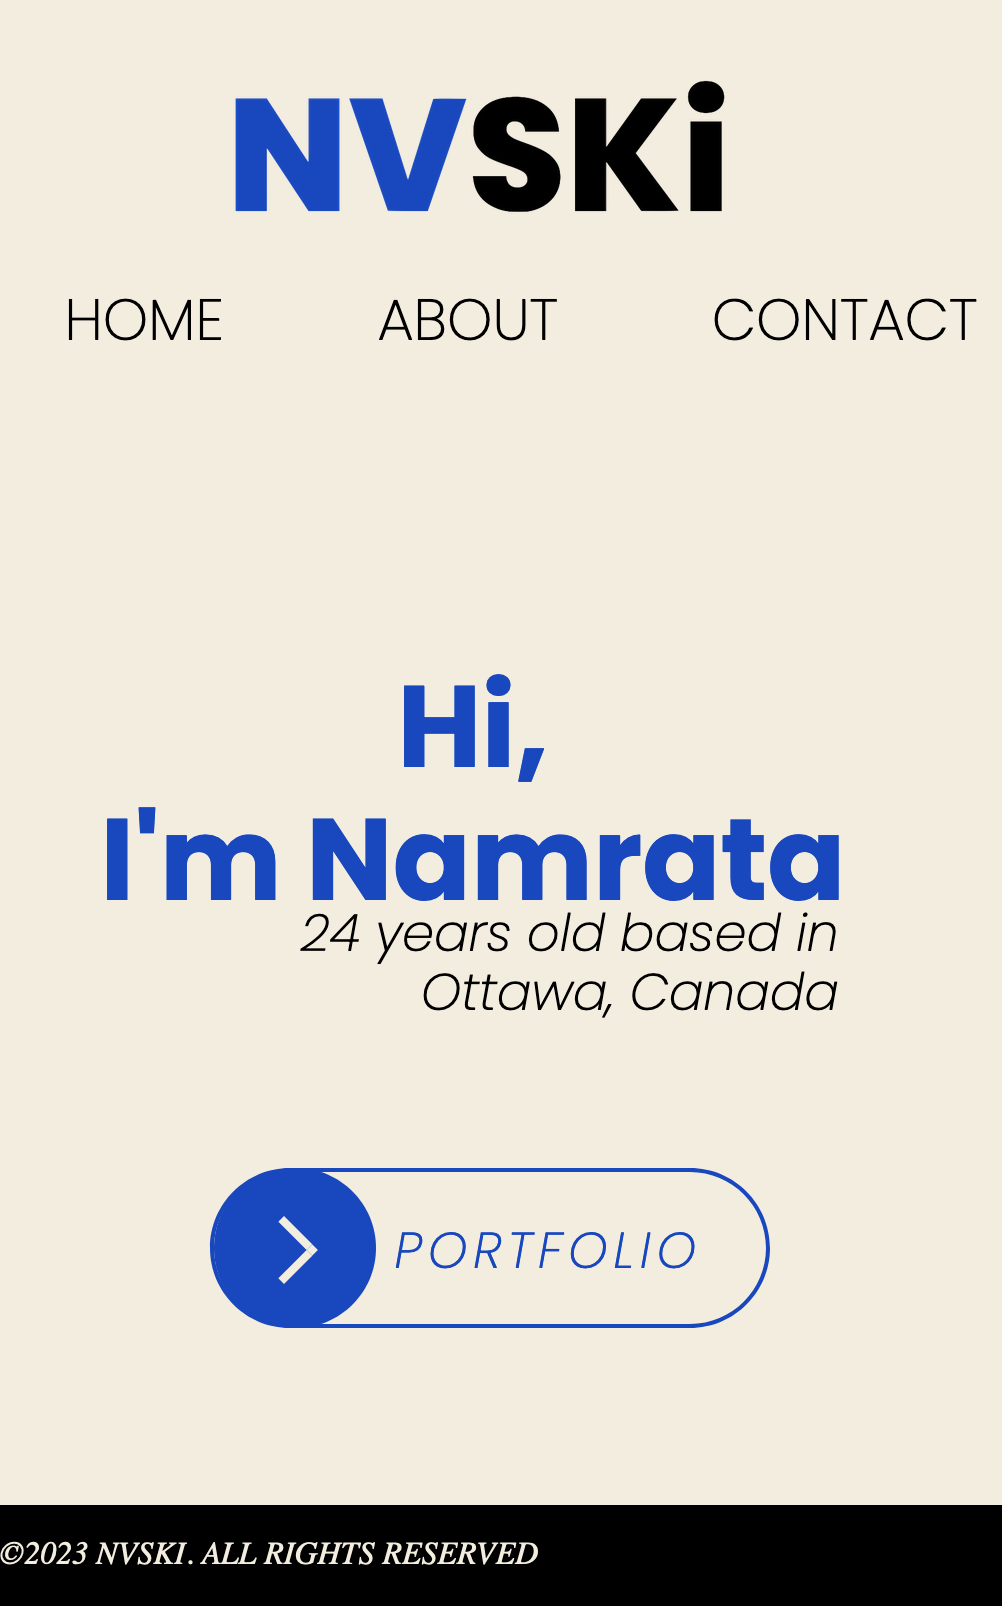 NVSKi
HOME ABOUT CONTACT
Hi,
I'm Namrata
24 years old based in
Ottawa, Canada
PORTFOLIO
©2023 NVSKI. ALL RIGHTS RESERVED